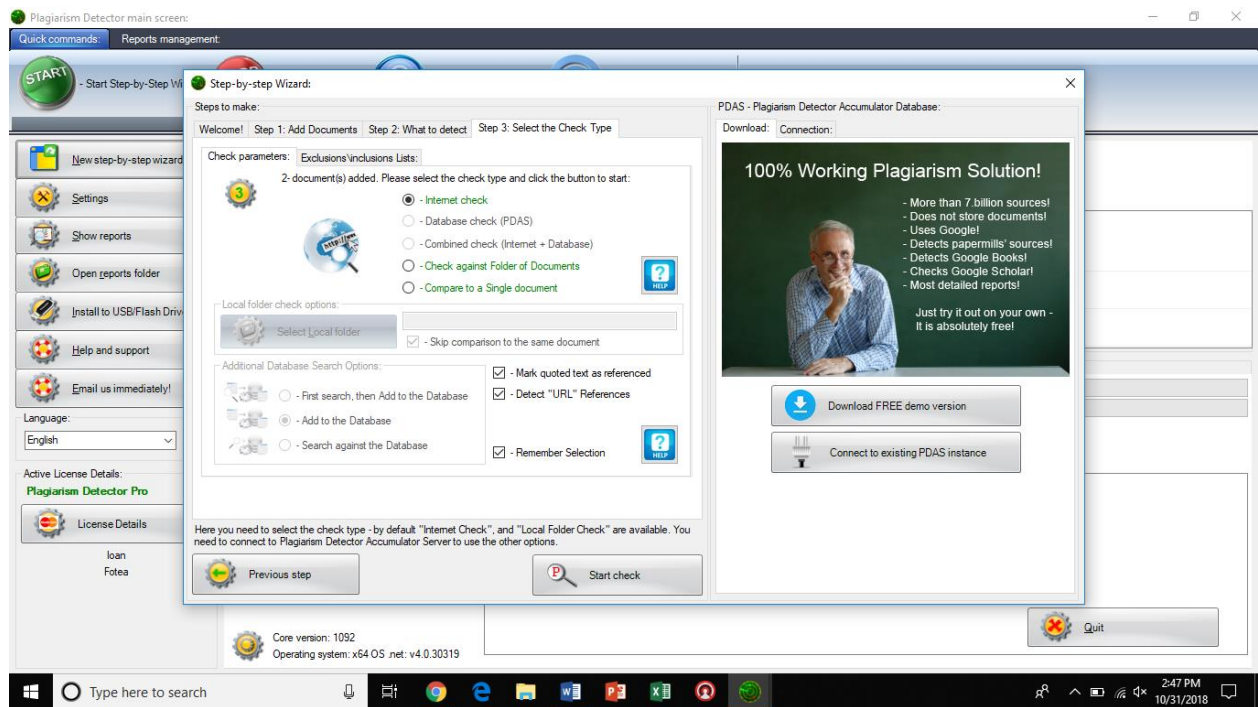 Plagiarism Detector main screen:
Quick commands:
Reports management:
START
- Start Step-by-Step Wi
New step-by-step wizard
Settings
Show reports
Open reports folder
Install to USB/Flash Driv
Help and support
Email us immediately!
Language:
English
Active License Details:
Plagiarism Detector Pro
License Details
Ioan
Fotea
Step-by-step Wizard:
Steps to make:
Welcome!
Step 1: Add Documents
Step 2: What to detect
Step 3: Select the Check Type
Check parameters:
Exclusions\inclusions Lists:
3
2- document(s) added. Please select the check type and click the button to start:
http://www
- Internet check
- Database check (PDAS)
- Combined check (Internet + Database)
- Check against Folder of Documents
- Compare to a Single document
?
HELP
Local folder check options:
Select Local folder
- Skip comparison to the same document
Additional Database Search Options:
- First search, then Add to the Database
- Add to the Database
- Search against the Database
- Mark quoted text as referenced
- Detect "URL" References
- Remember Selection
?
HELP
Here you need to select the check type - by default "Internet Check", and "Local Folder Check" are available. You
need to connect to Plagiarism Detector Accumulator Server to use the other options.
Previous step
P
Start check
PDAS - Plagiarism Detector Accumulator Database:
Download:
Connection:
100% Working Plagiarism Solution!
- More than 7.billion sources!
- Does not store documents!
- Uses Google!
- Detects papermills' sources!
- Detects Google Books!
- Checks Google Scholar!
- Most detailed reports!
Just try it out on your own -
It is absolutely free!
Download FREE demo version
Connect to existing PDAS instance
Core version: 1092
Operating system: x64 OS .net: v4.0.30319
Quit
Type here to search
2:47 PM
10/31/2018